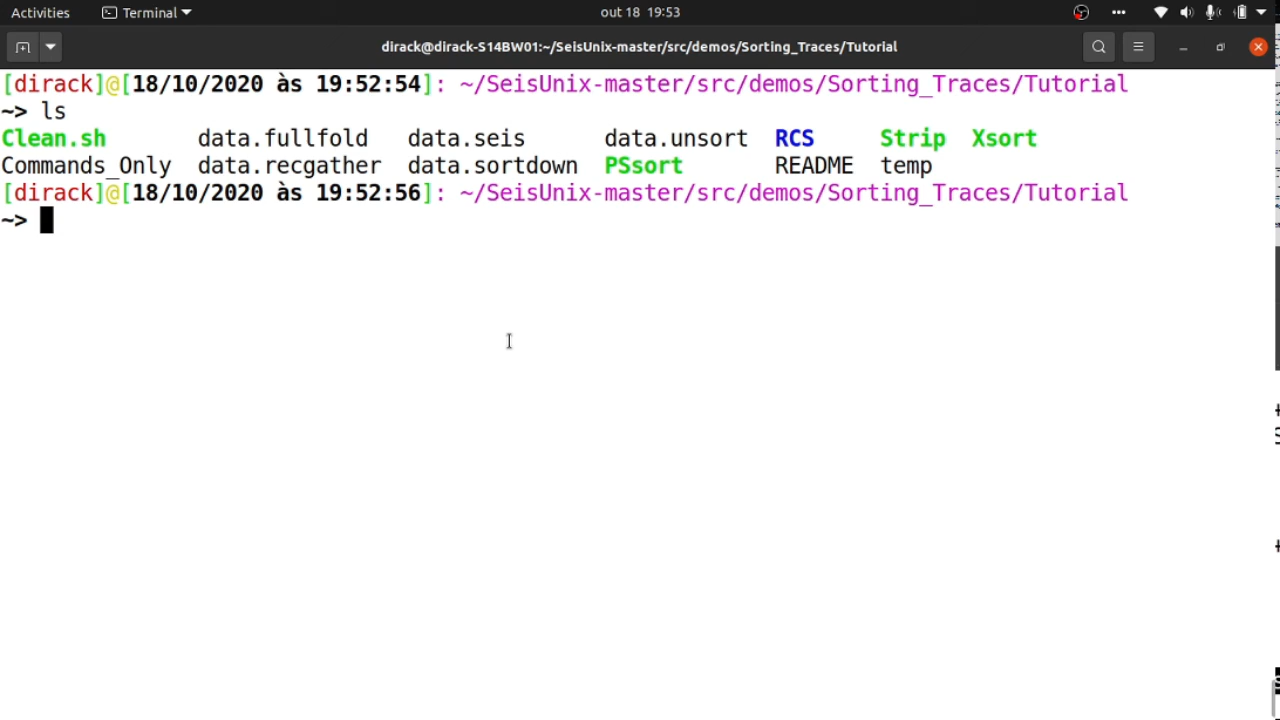 Activities Terminal out 18 19:53
dirack@dirack-S14BW01:~/SeisUnix-master/src/demos/Sorting_Traces/Tutorial
[dirack]@[18/10/2020 às 19:52:54]: ~/SeisUnix-master/src/demos/Sorting_Traces/Tutorial
~> ls
Clean.sh data.fullfold data.seis data.unsort RCS Strip Xsort
Commands_Only data.recgather data.sortdown PSsort README temp
[dirack]@[18/10/2020 às 19:52:56]: ~/SeisUnix-master/src/demos/Sorting_Traces/Tutorial
~>